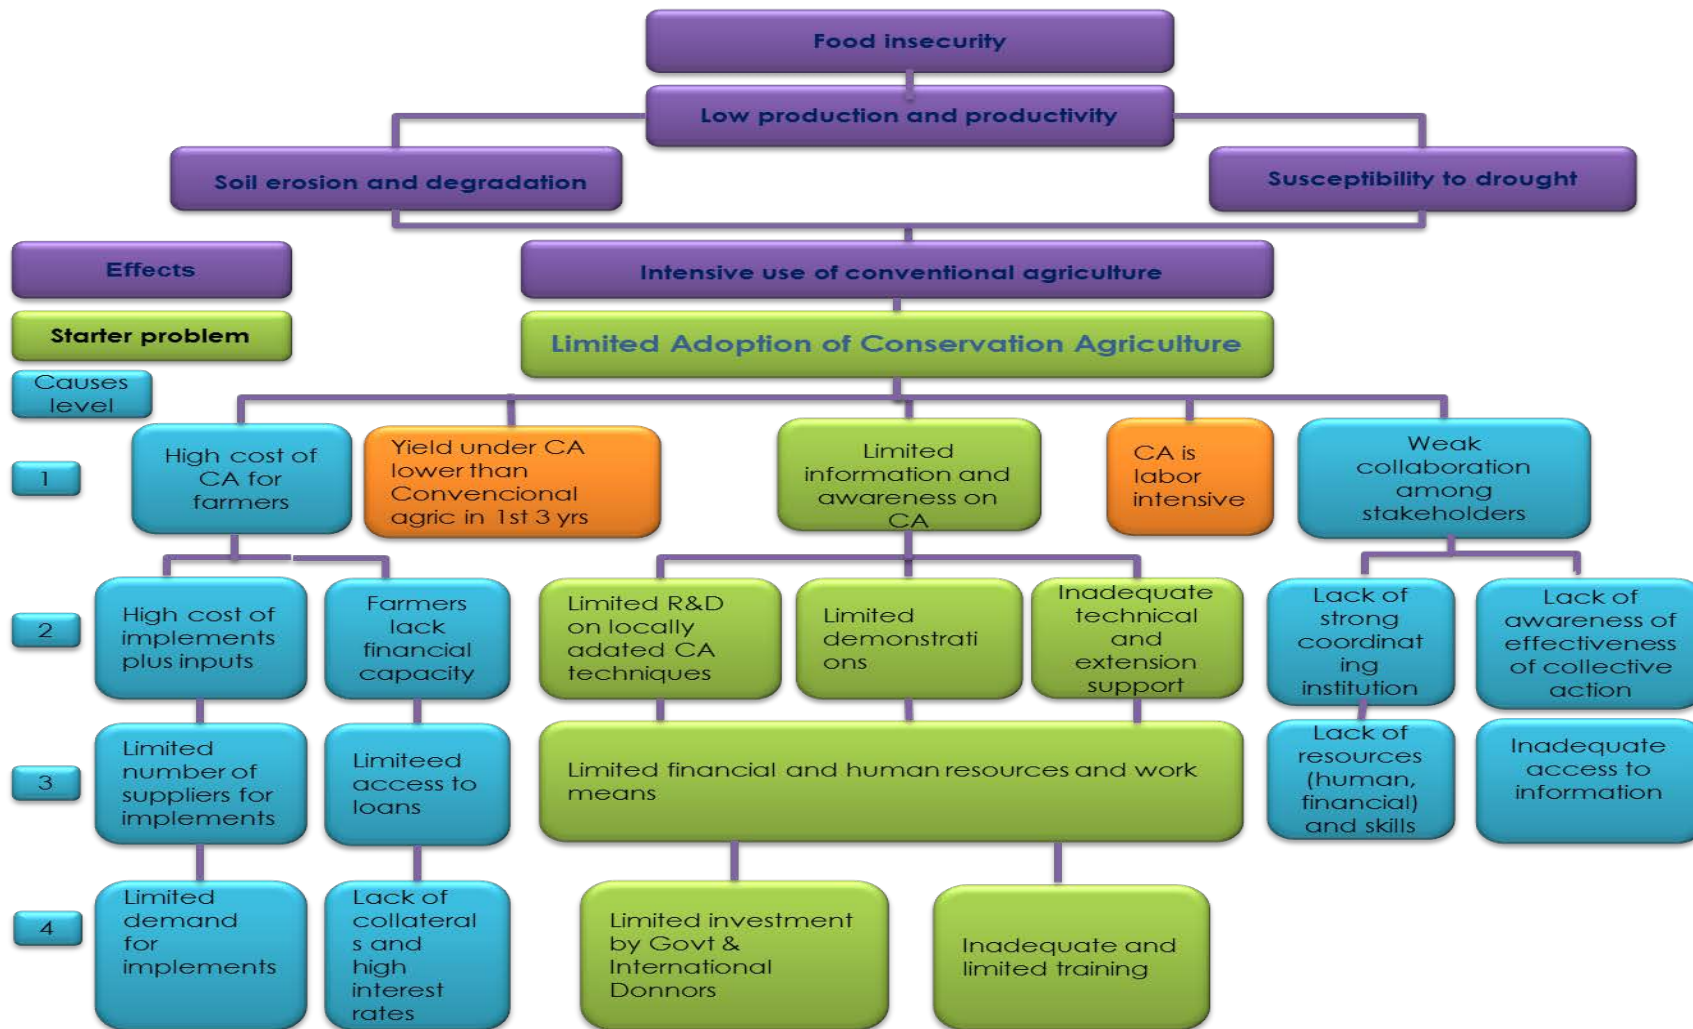 Food insecurity
Low production and productivity
Soil erosion and degradation
Susceptibility to drought
Effects
Intensive use of conventional agriculture
Starter problem
Limited Adoption of Conservation Agriculture
Causes
level
1
High cost of
CA for
farmers
Yield under CA
lower than
Convencional
agric in 1st 3 yrs
Limited
information and
awareness on
CA
CA is
labor
intensive
Weak
collaboration
among
stakeholders
2
High cost of
implements
plus inputs
Farmers
lack
financial
capacity
Limited R&D
on locally
adated CA
techniques
Limited
demonstrati
ons
Inadequate
technical
and
extension
support
Lack of
strong
coordinat
ing
institution
Lack of
awareness of
effectiveness
of collective
action
3
Limited
number of
suppliers for
implements
Limiteed
access to
loans
Limited financial and human resources and work
means
Lack of
resources
(human,
financial)
and skills
Inadequate
access to
information
4
Limited
demand
for
implements
Lack of
collateral
s and
high
interest
rates
Limited investment
by Govt &
International
Donnors
Inadequate and
limited training